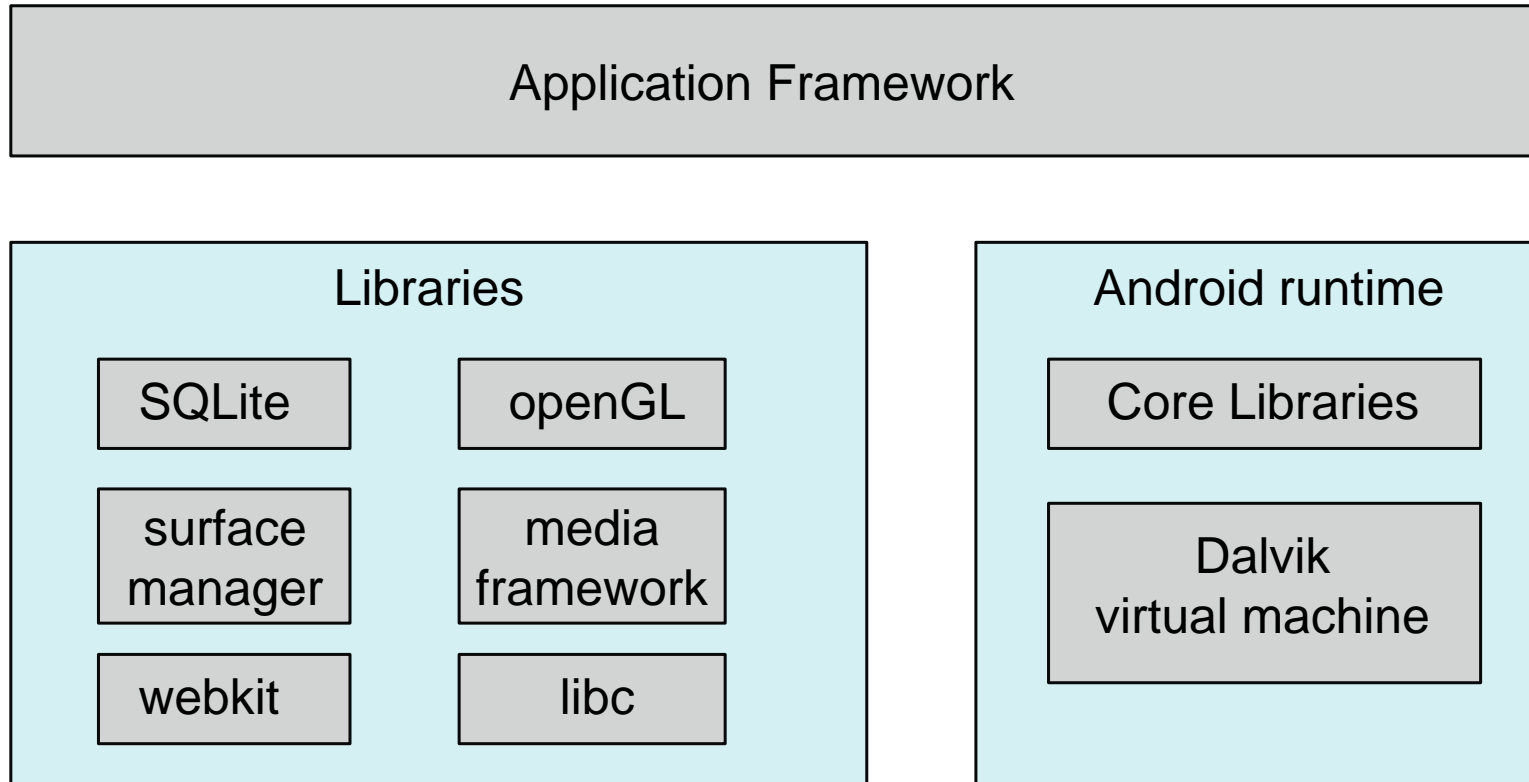 Application Framework
Libraries
SQLite
openGL
surface
manager
media
framework
webkit
libc
Android runtime
Core Libraries
Dalvik
virtual machine